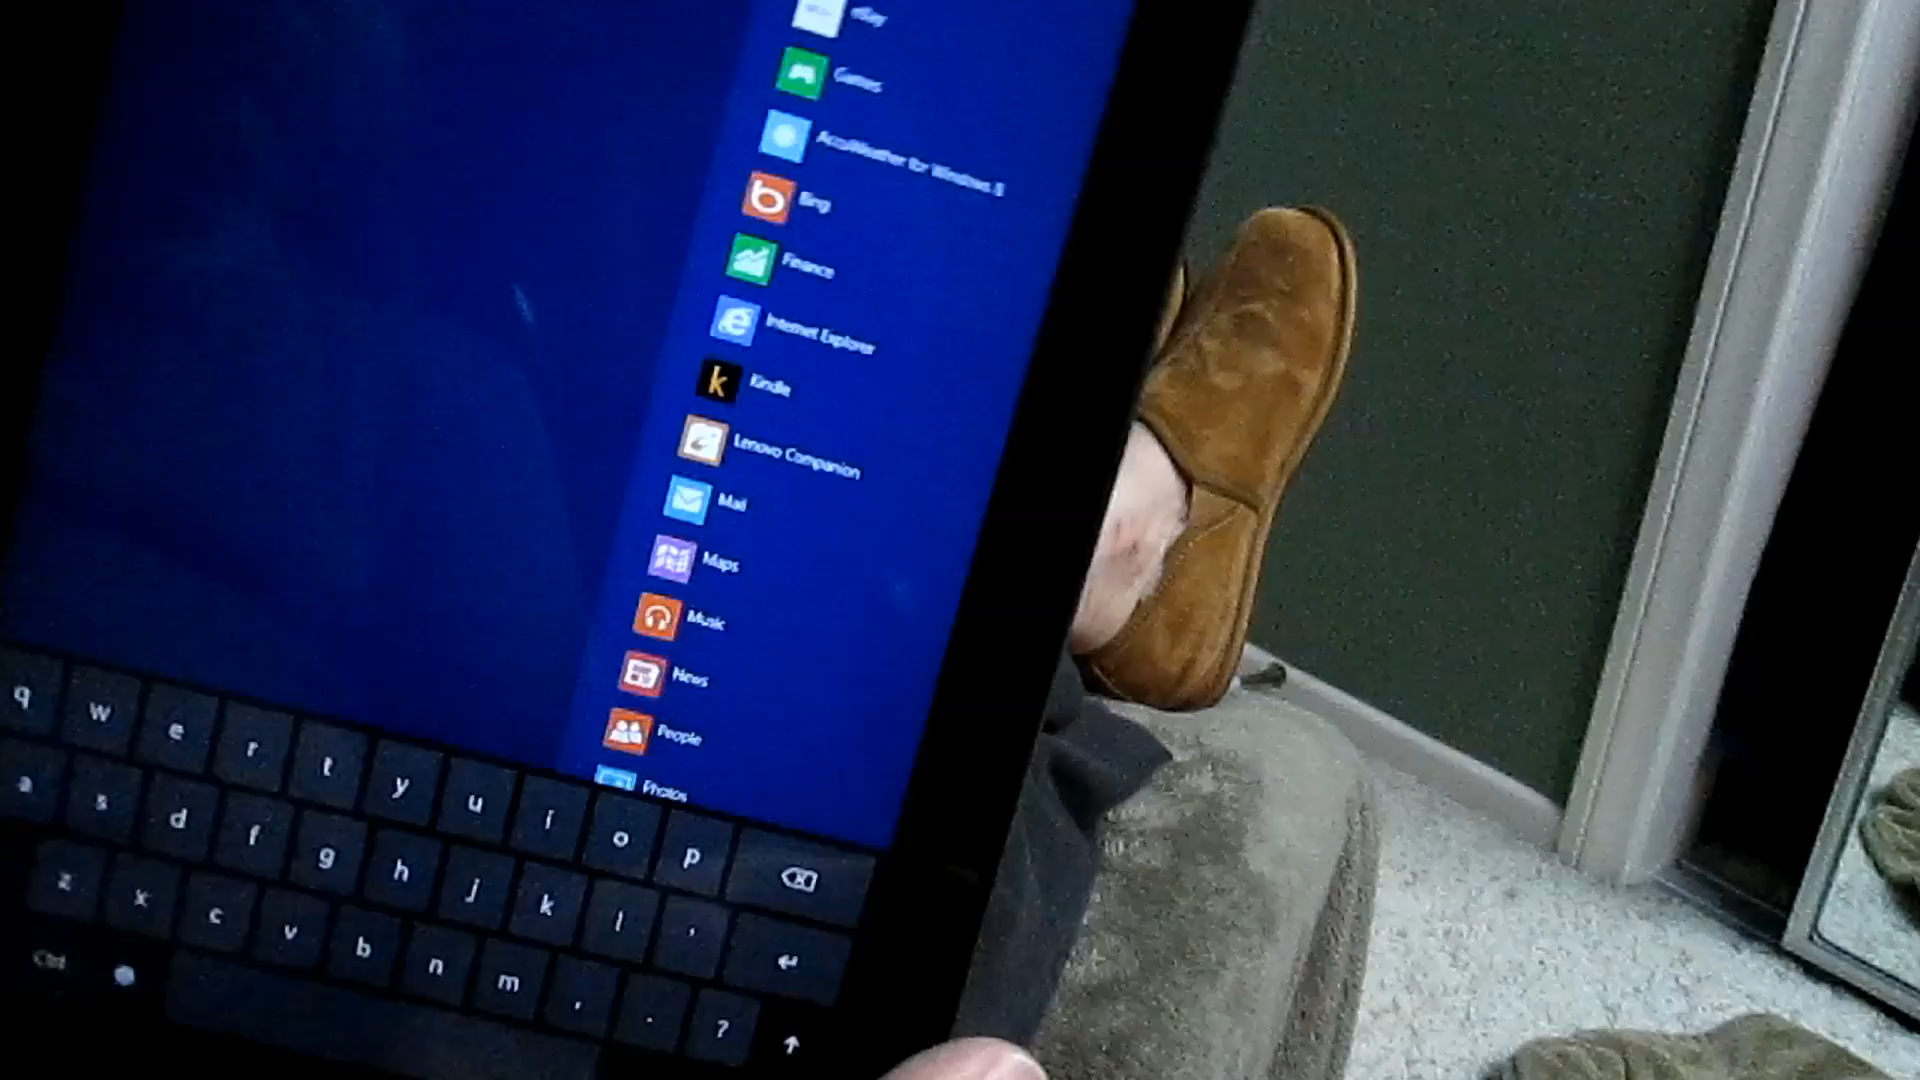 eBay
Games
AccuWeather for Windows 8
Bing
Finance
Internet Explorer
k Kindle
Lenovo Companion
Mail
Maps
Music
News
People
Photos
q w e r t y u i o p
a s d f g h j k l '
z x c v b n m , . ?
Ctrl